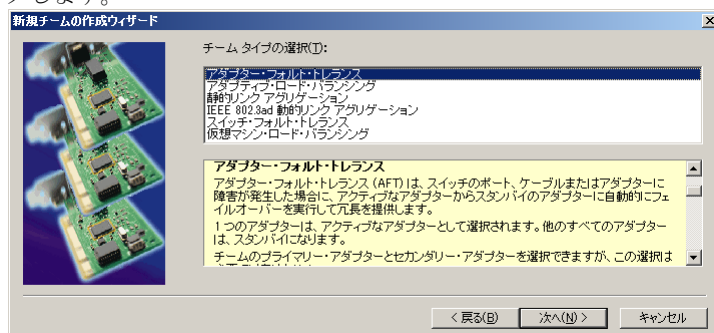 クします。
新規チームの作成ウィザード
チーム タイプの選択(T):
アダプター・フォルト・トレランス
アダプティブ・ロード・バランシング
静的リンク アグリゲーション
IEEE 802.3ad 動的リンク アグリゲーション
スイッチ・フォルト・トレランス
仮想マシン・ロード・バランシング
アダプター・フォルト・トレランス
アダプター・フォルト・トレランス (AFT) は、スイッチのポート、ケーブルまたはアダプターに
障害が発生した場合に、アクティブなアダプターからスタンバイのアダプターに自動的にフェ
イルオーバーを実行して冗長を提供します。
1 つのアダプターは、アクティブなアダプターとして選択されます。他のすべてのアダプター
は、スタンバイになります。
チームのプライマリー・アダプターとセカンダリー・アダプターを選択できますが、この選択は
< 戻る(B)
次へ(N) >
キャンセル